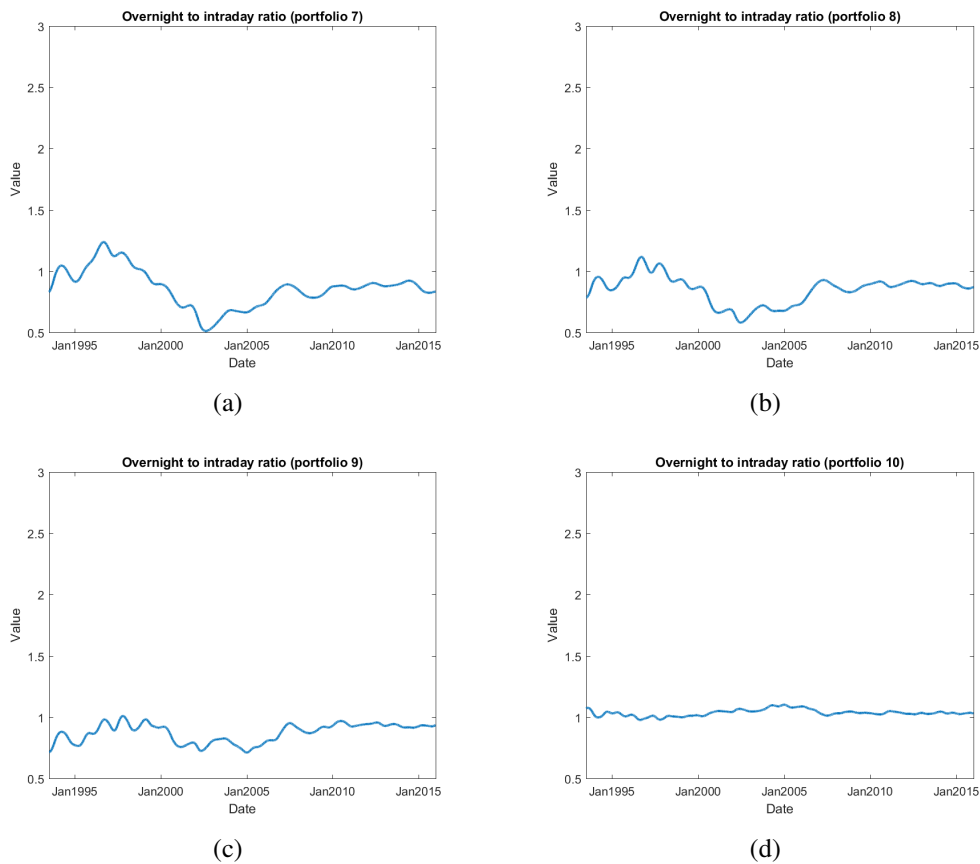 Overnight to intraday ratio (portfolio 7)
3
2.5
2
1.5
1
0.5
Value
Jan1995 Jan2000 Jan2005 Jan2010 Jan2015
Date
(a)
Overnight to intraday ratio (portfolio 8)
3
2.5
2
1.5
1
0.5
Value
Jan1995 Jan2000 Jan2005 Jan2010 Jan2015
Date
(b)
Overnight to intraday ratio (portfolio 9)
3
2.5
2
1.5
1
0.5
Value
Jan1995 Jan2000 Jan2005 Jan2010 Jan2015
Date
(c)
Overnight to intraday ratio (portfolio 10)
3
2.5
2
1.5
1
0.5
Value
Jan1995 Jan2000 Jan2005 Jan2010 Jan2015
Date
(d)